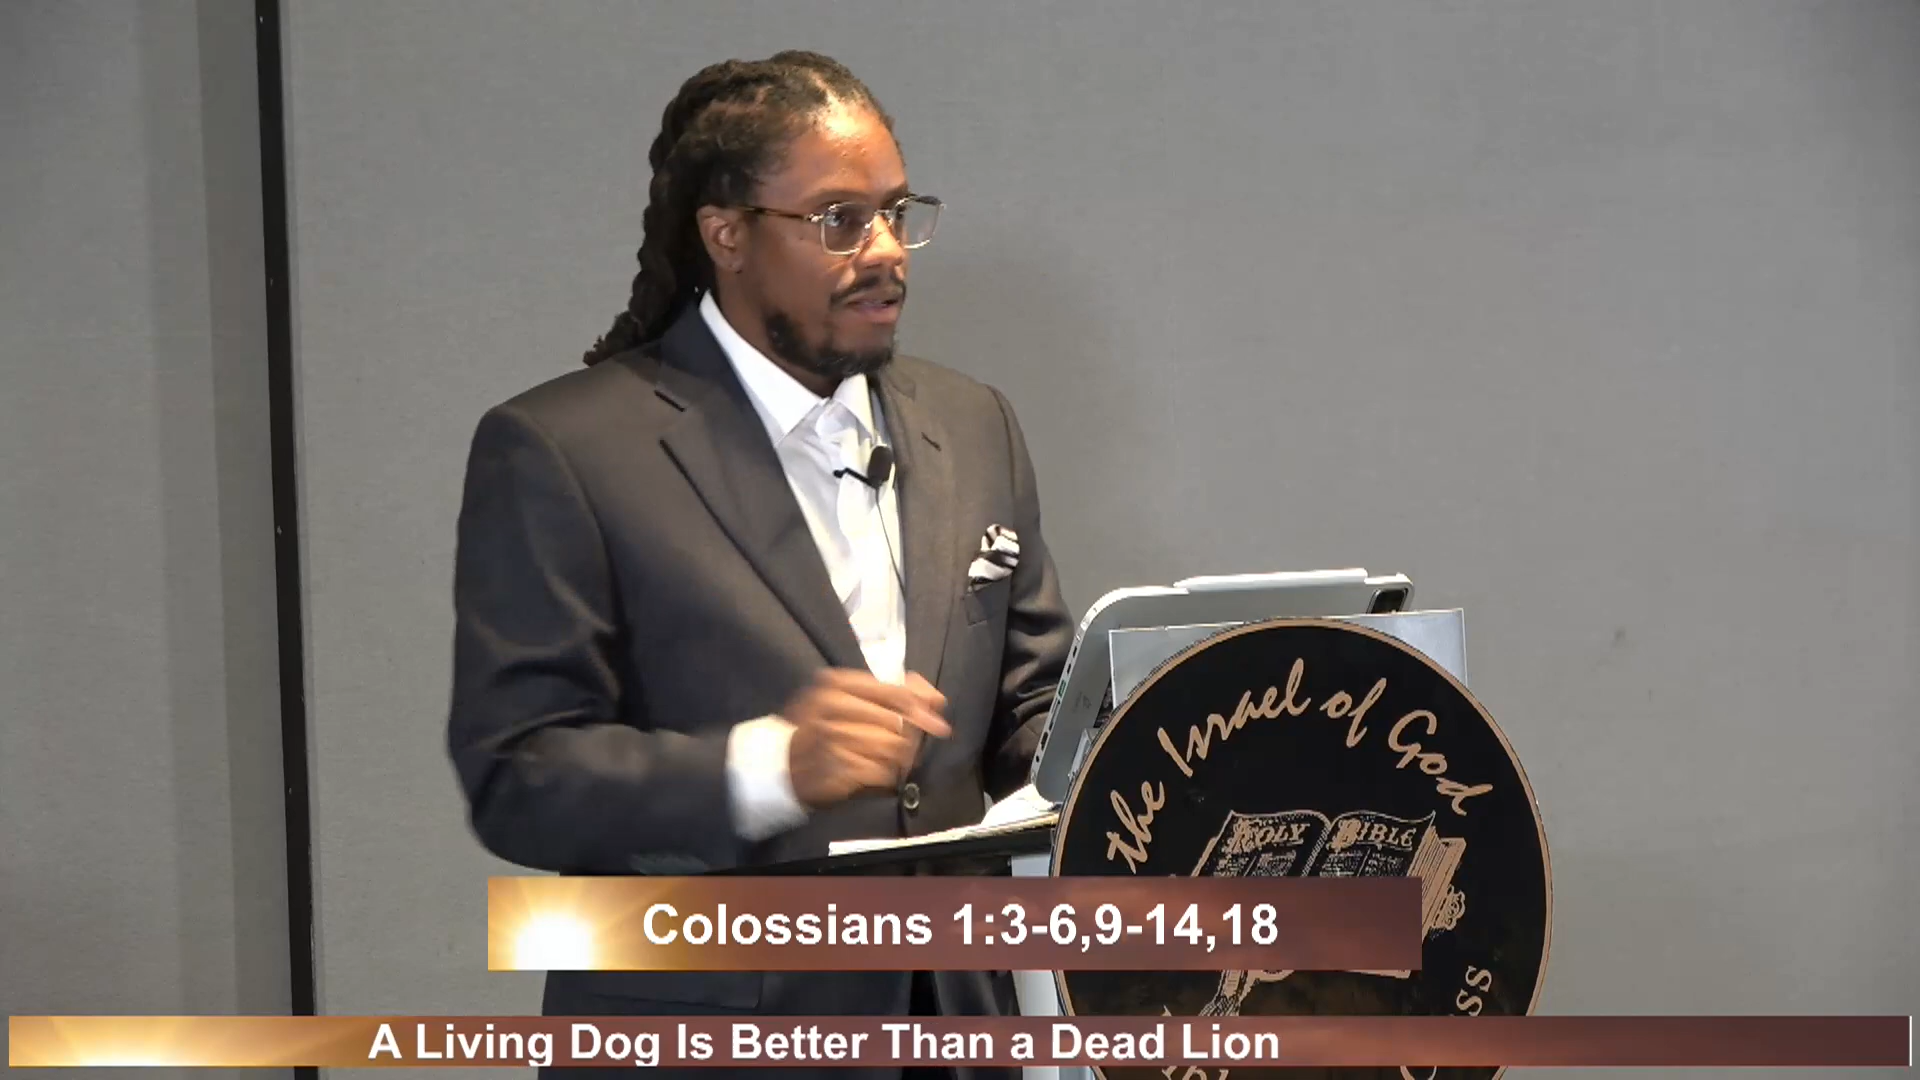 the Israel of God
HOLY BIBLE
Colossians 1:3-6,9-14,18
A Living Dog Is Better Than a Dead Lion